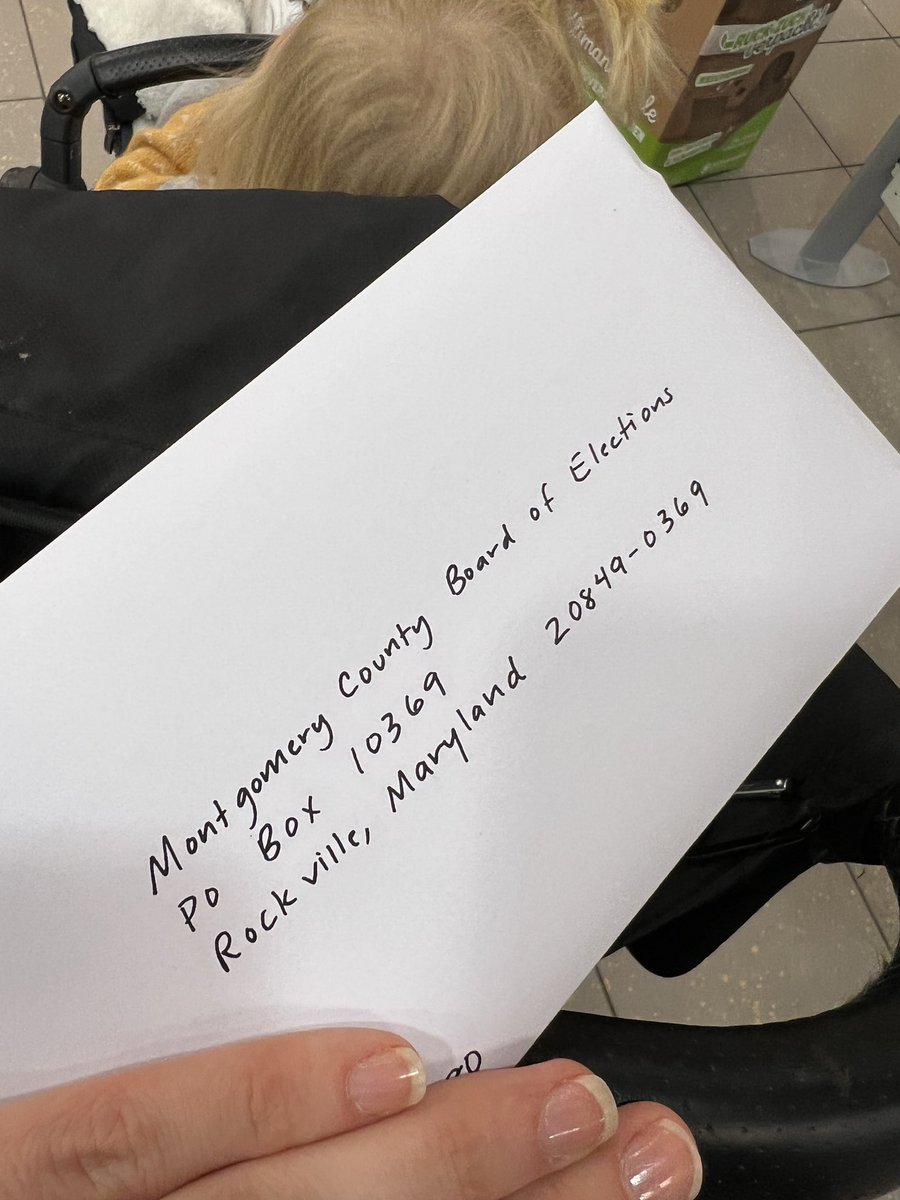 Montgomery County Board of Elections
PO Box 10369
Rockville, Maryland 20849-0369